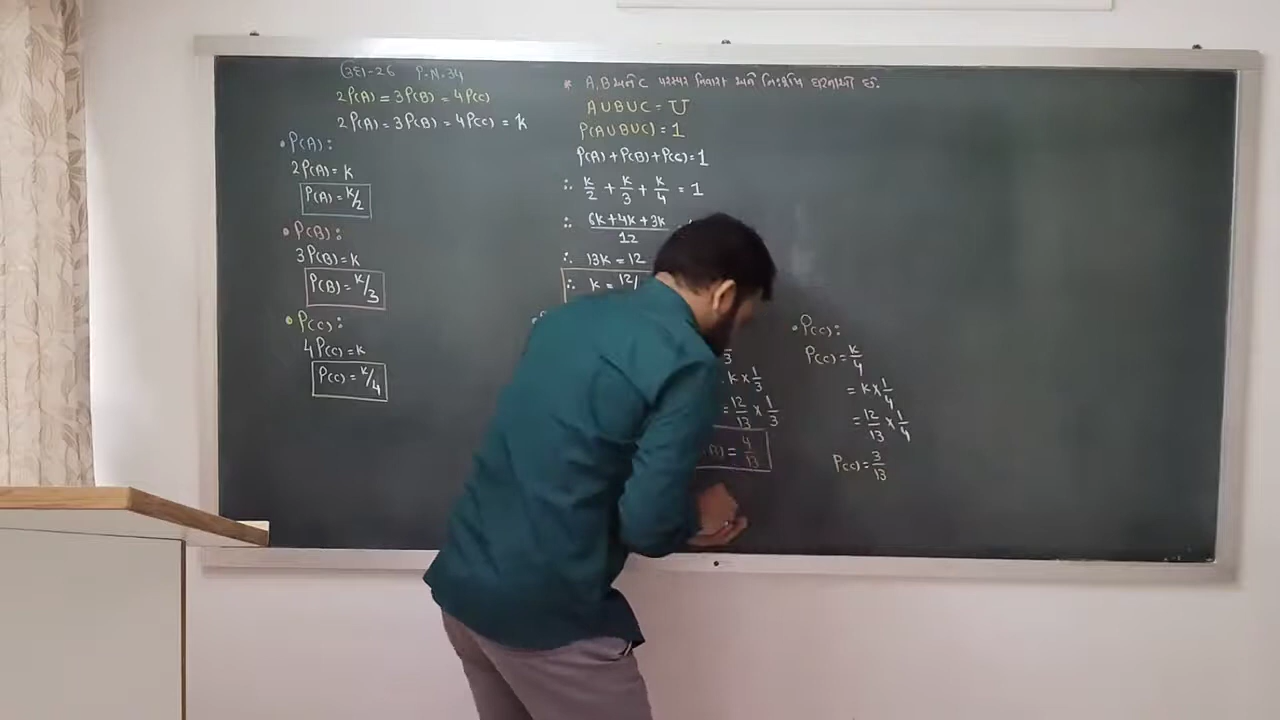 ઉદા-26 P.N. 34
2P(A) = 3P(B) = 4P(C)
2P(A) = 3P(B) = 4P(C) = k
• P(A):
2P(A) = k
P(A) = k/2
• P(B):
3P(B) = k
P(B) = k/3
• P(C):
4P(C) = k
P(C) = k/4
* A, B અને C પરસ્પર નિવારક અને નિઃશેષ ઘટનાઓ છે.
A∪B∪C = U
P(A∪B∪C) = 1
P(A) + P(B) + P(C) = 1
∴ k/2 + k/3 + k/4 = 1
∴ 6k+4k+3k/12
∴ 13k = 12
∴ k = 12/
3
k × 1/3
= 12/13 × 1/3
= 4/13
• P(C):
P(C) = k/4
= k × 1/4
= 12/13 × 1/4
P(C) = 3/13